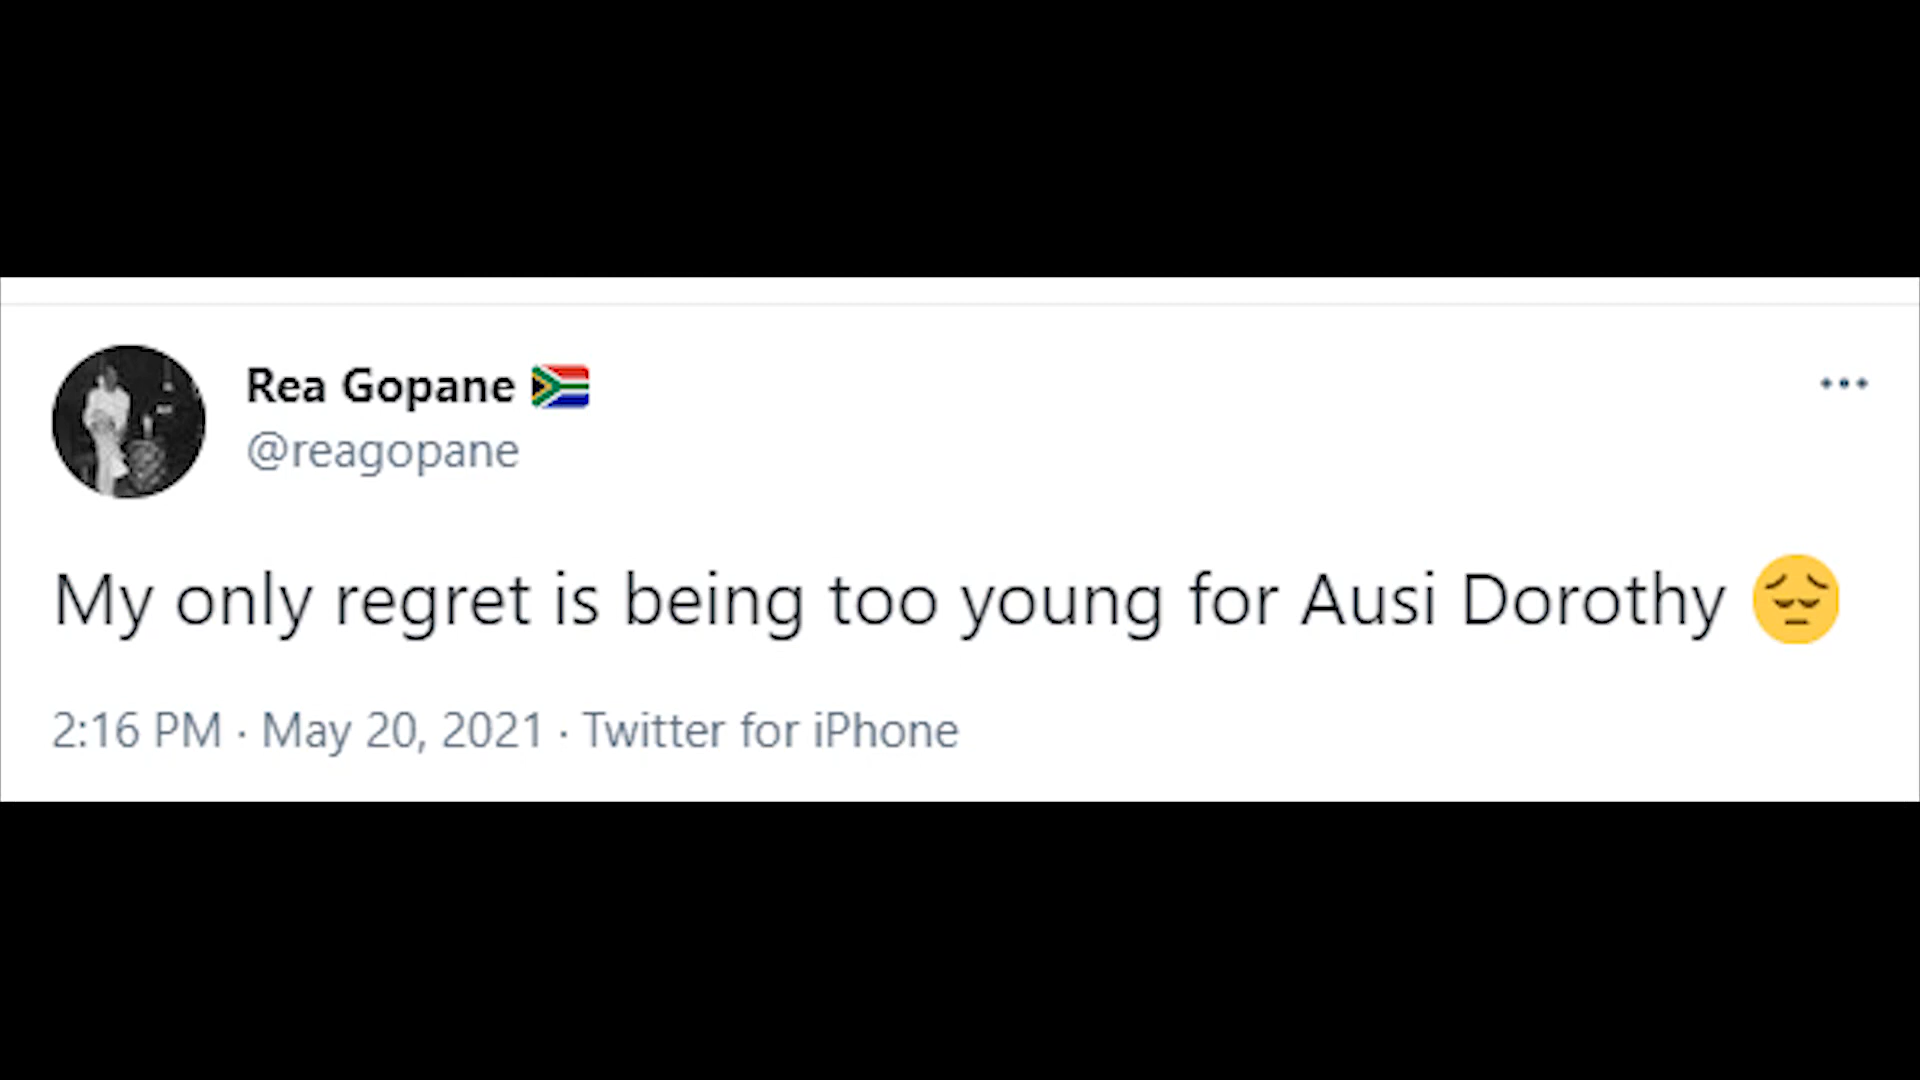 Rea Gopane 🇿🇦
@reagopane
My only regret is being too young for Ausi Dorothy 😔
2:16 PM · May 20, 2021 · Twitter for iPhone